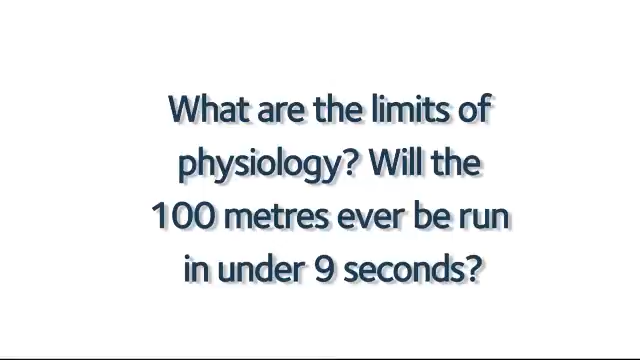 What are the limits of
physiology? Will the
100 metres ever be run
in under 9 seconds?